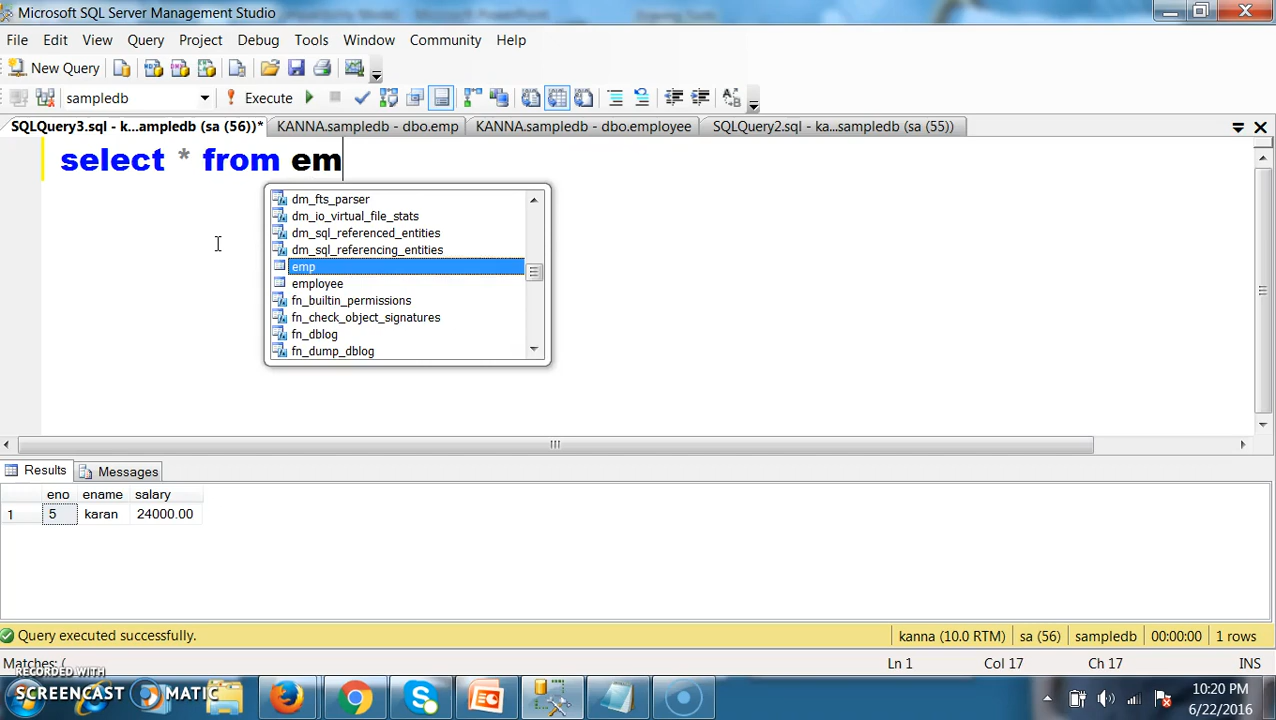 Microsoft SQL Server Management Studio
File Edit View Query Project Debug Tools Window Community Help
New Query
sampledb Execute
SQLQuery3.sql - k...ampledb (sa (56))* KANNA.sampledb - dbo.emp KANNA.sampledb - dbo.employee SQLQuery2.sql - ka...sampledb (sa (55))
select * from em
dm_fts_parser
dm_io_virtual_file_stats
dm_sql_referenced_entities
dm_sql_referencing_entities
emp
employee
fn_builtin_permissions
fn_check_object_signatures
fn_dblog
fn_dump_dblog
Results Messages
eno ename salary
1 5 karan 24000.00
Query executed successfully. kanna (10.0 RTM) sa (56) sampledb 00:00:00 1 rows
Matches: ( Ln 1 Col 17 Ch 17 INS
RECORDED WITH
SCREENCAST MATIC
10:20 PM
6/22/2016